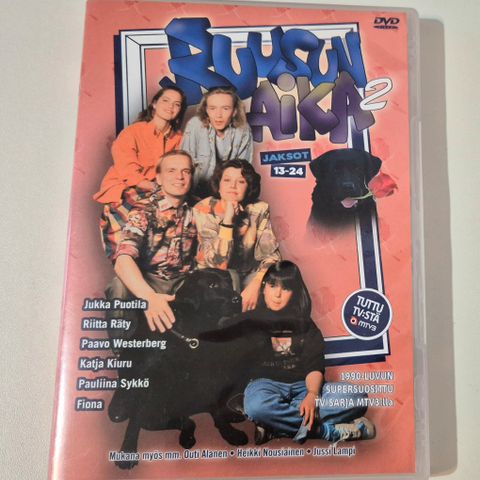 DVD
VIDEO
RUUSUN
AiKA 2
JAKSOT
13-24
Jukka Puotila
Riitta Räty
Paavo Westerberg
Katja Kiuru
Pauliina Sykkö
Fiona
TUTTU
TV:STÄ
MTV3
1990-LUVUN
SUPERSUOSITTU
TV-SARJA MTV3:lla
Mukana myös mm. Outi Alanen • Heikki Nousiainen • Jussi Lampi